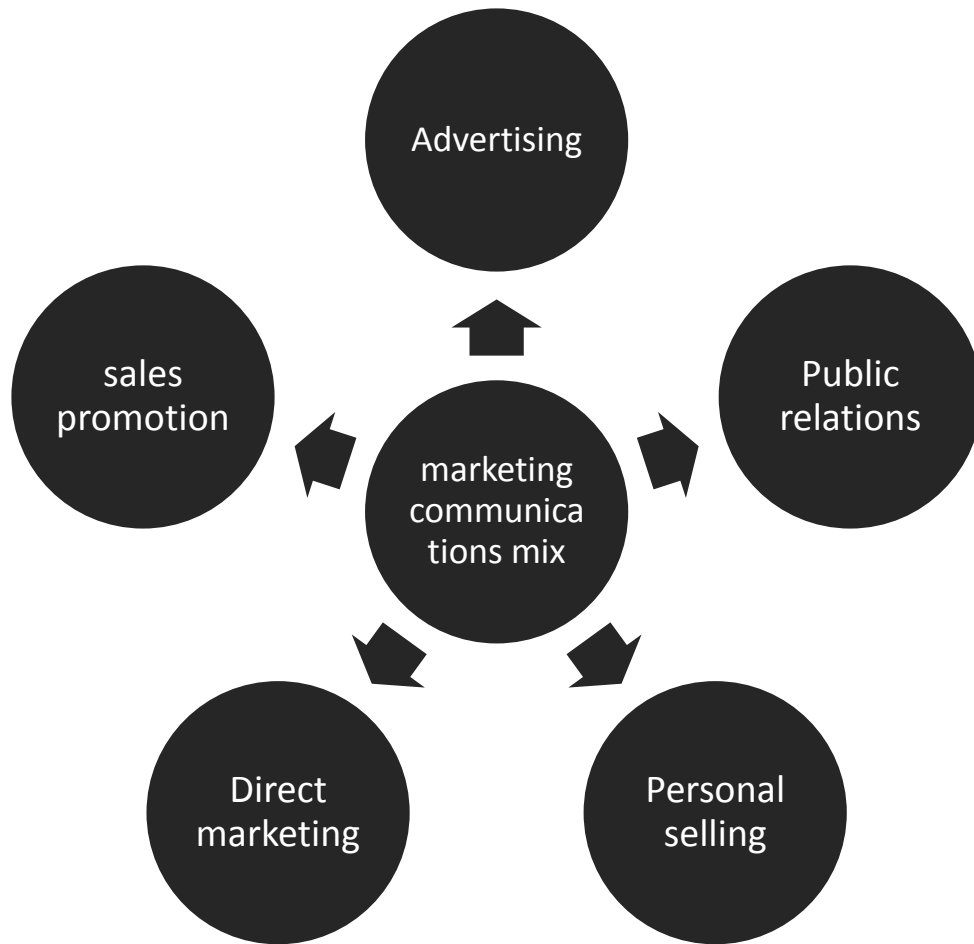 Advertising
sales
promotion
Public
relations
marketing
communica
tions mix
Direct
marketing
Personal
selling